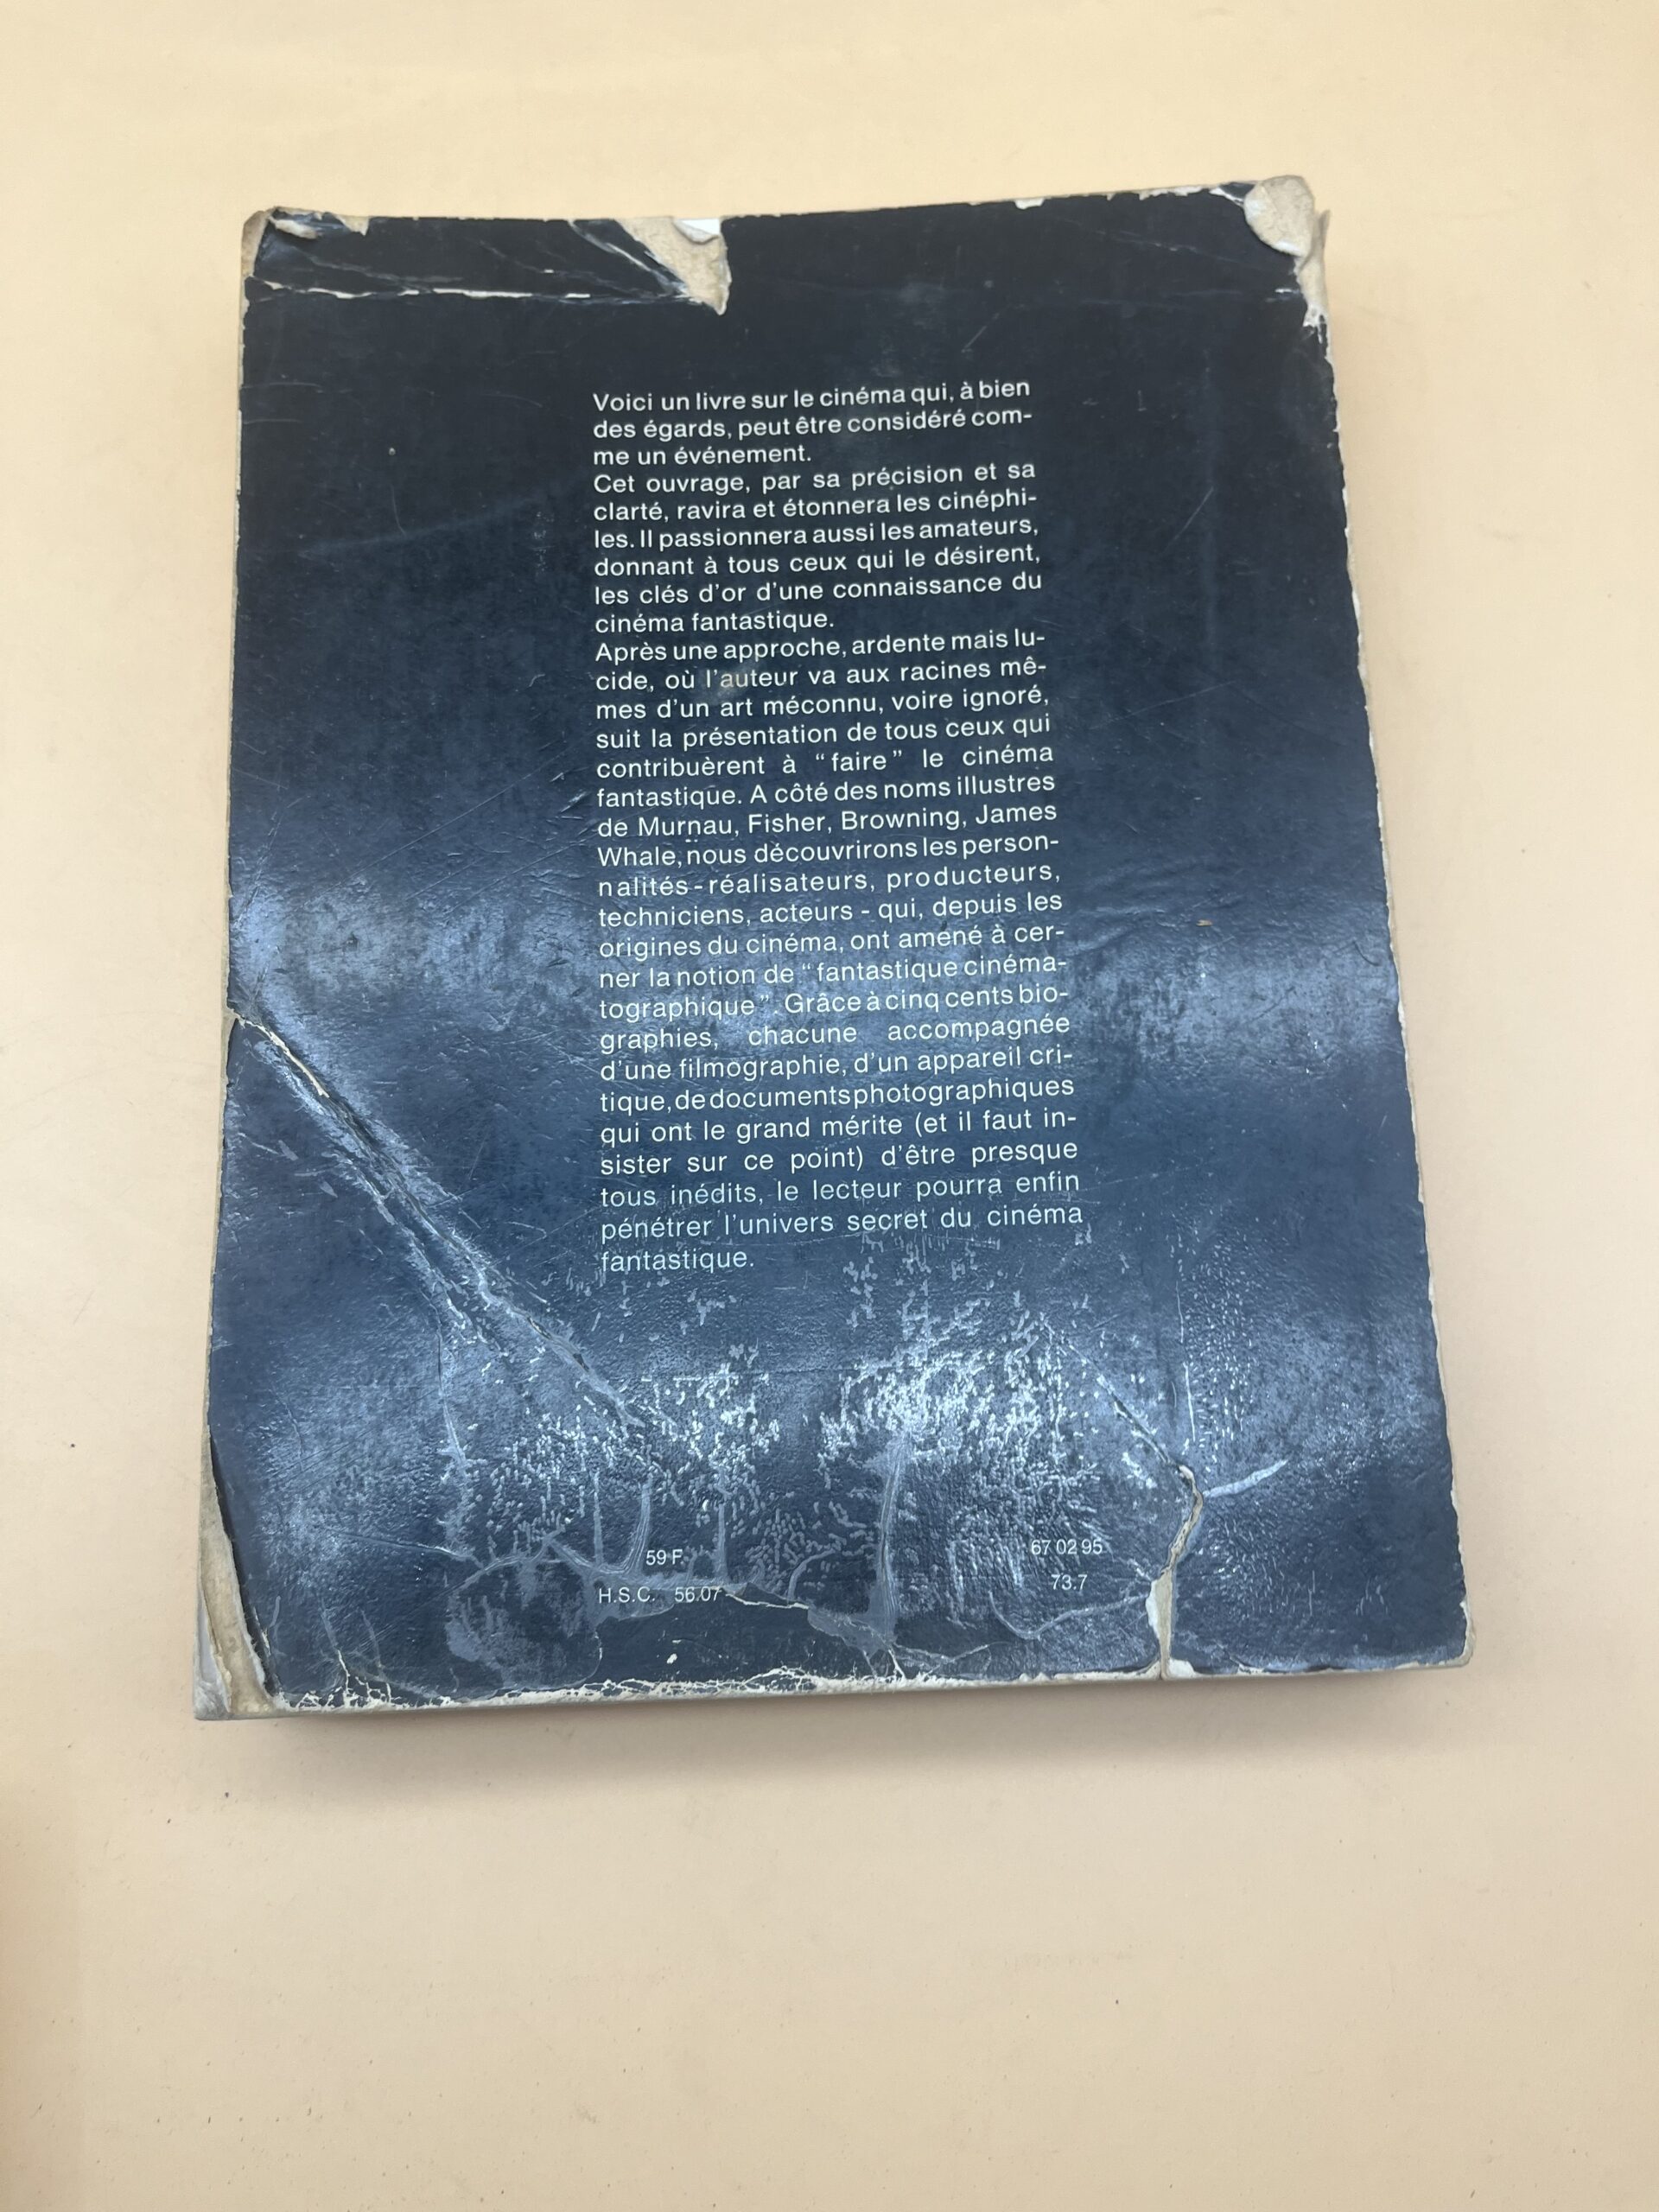 Voici un livre sur le cinéma qui, à bien
des égards, peut être considéré com-
me un événement.
Cet ouvrage, par sa précision et sa
clarté, ravira et étonnera les cinéphi-
les. Il passionnera aussi les amateurs,
donnant à tous ceux qui le désirent,
les clés d'or d'une connaissance du
cinéma fantastique.
Après une approche, ardente mais lu-
cide, où l'auteur va aux racines mê-
mes d'un art méconnu, voire ignoré,
suit la présentation de tous ceux qui
contribuèrent à “faire” le cinéma
fantastique. A côté des noms illustres
de Murnau, Fisher, Browning, James
Whale, nous découvrirons les person-
nalités - réalisateurs, producteurs,
techniciens, acteurs - qui, depuis les
origines du cinéma, ont amené à cer-
ner la notion de “fantastique cinéma-
tographique”. Grâce à cinq cents bio-
graphies, chacune accompagnée
d'une filmographie, d'un appareil cri-
tique, de documents photographiques
qui ont le grand mérite (et il faut in-
sister sur ce point) d'être presque
tous inédits, le lecteur pourra enfin
pénétrer l'univers secret du cinéma
fantastique.
59 F.
67 02 95
H.S.C. 56.07
73.7